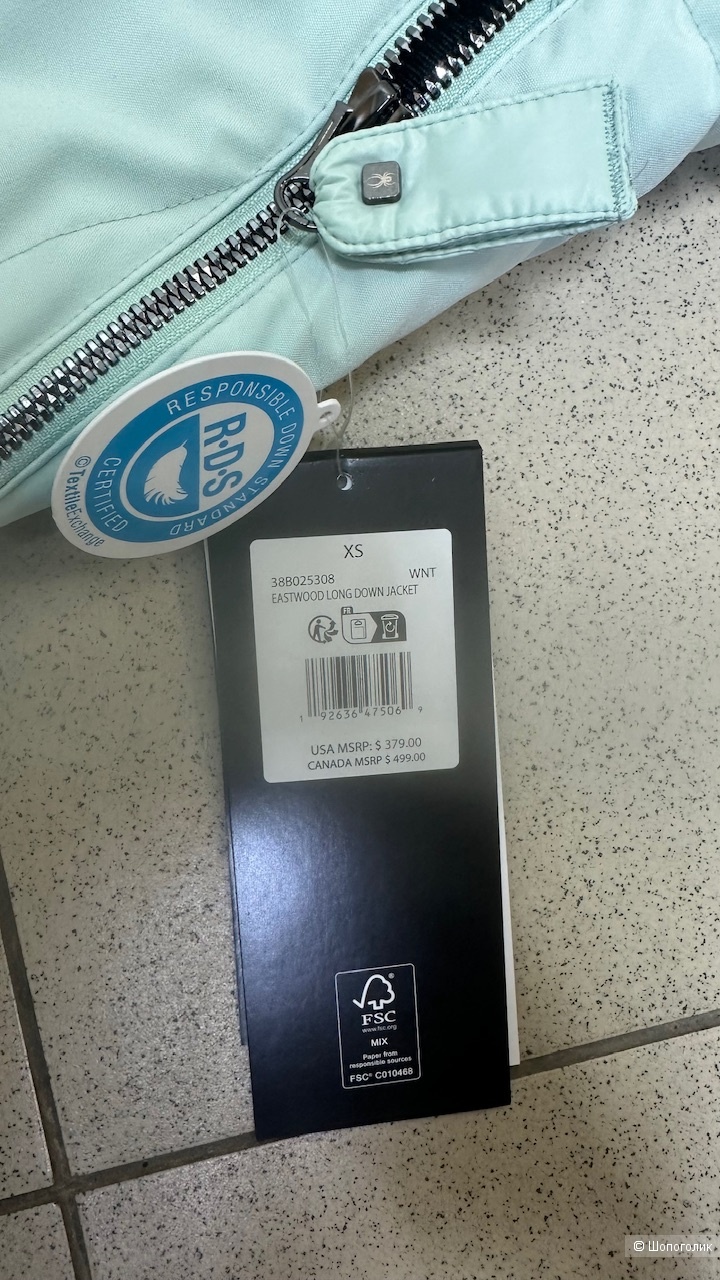 RESPONSIBLE DOWN STANDARD
CERTIFIED
R·D·S
©TextileExchange
XS
38B025308 WNT
EASTWOOD LONG DOWN JACKET
FR
1 92636 47506 9
USA MSRP: $ 379.00
CANADA MSRP $ 499.00
®
FSC
www.fsc.org
MIX
Paper from
responsible sources
FSC® C010468
© Шопоголик